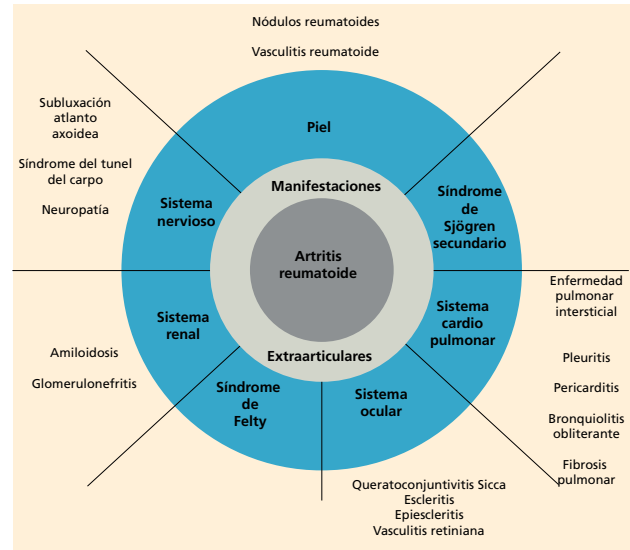 Nódulos reumatoides
Vasculitis reumatoide
Subluxación
atlanto
axoidea
Síndrome del tunel
del carpo
Neuropatía
Piel
Manifestaciones
Sistema
nervioso
Síndrome
de
Sjögren
secundario
Artritis
reumatoide
Sistema
renal
Sistema
cardio
pulmonar
Extraarticulares
Síndrome
de
Felty
Sistema
ocular
Amiloidosis
Glomerulonefritis
Enfermedad
pulmonar
intersticial
Pleuritis
Pericarditis
Bronquiolitis
obliterante
Fibrosis
pulmonar
Queratoconjuntivitis Sicca
Escleritis
Epiescleritis
Vasculitis retiniana